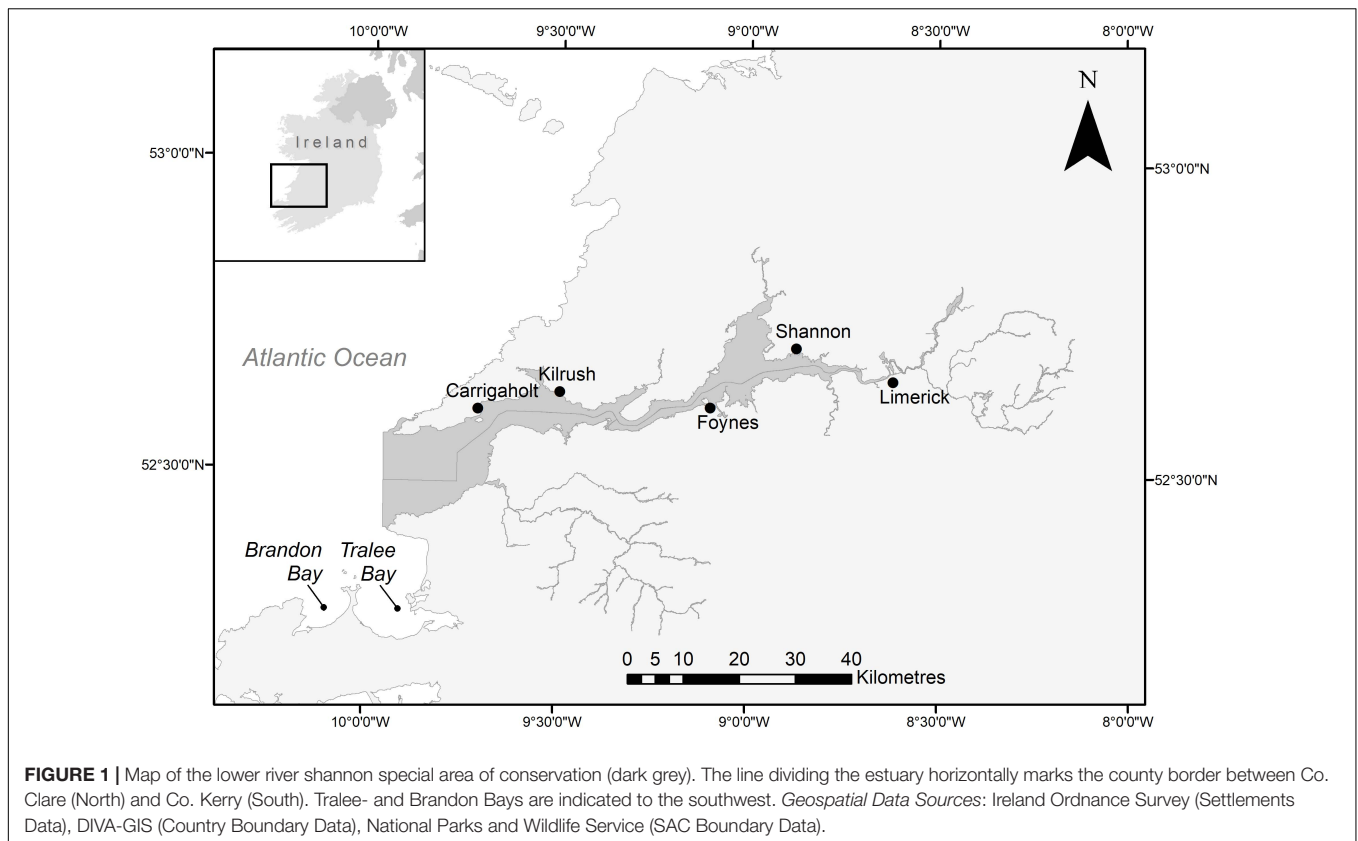 10°0'0"W 9°30'0"W 9°0'0"W 8°30'0"W 8°0'0"W
Ireland
N
53°0'0"N
53°0'0"N
Atlantic Ocean
Shannon
Kilrush
Carrigaholt
Limerick
Foynes
52°30'0"N
52°30'0"N
Brandon
Bay
Tralee
Bay
0 5 10 20 30 40
Kilometres
10°0'0"W 9°30'0"W 9°0'0"W 8°30'0"W 8°0'0"W
FIGURE 1 | Map of the lower river shannon special area of conservation (dark grey). The line dividing the estuary horizontally marks the county border between Co.
Clare (North) and Co. Kerry (South). Tralee- and Brandon Bays are indicated to the southwest. Geospatial Data Sources: Ireland Ordnance Survey (Settlements
Data), DIVA-GIS (Country Boundary Data), National Parks and Wildlife Service (SAC Boundary Data).